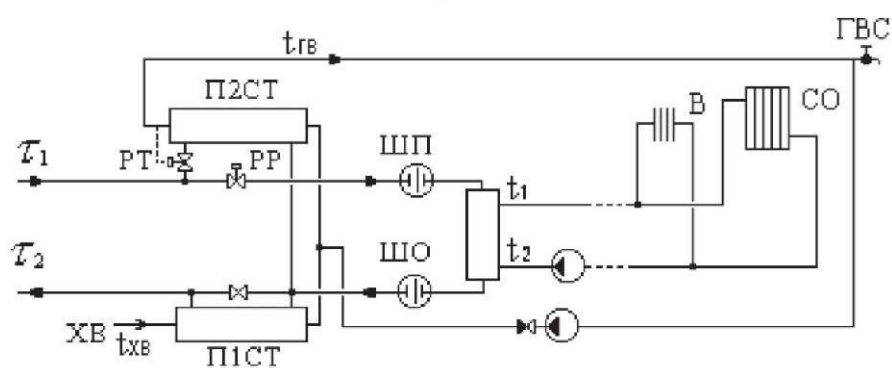 ГВС
tГВ
П2СТ
В
СО
τ1
РТ
РР
ШП
t1
τ2
ШО
t2
ХВ
tХВ
П1СТ